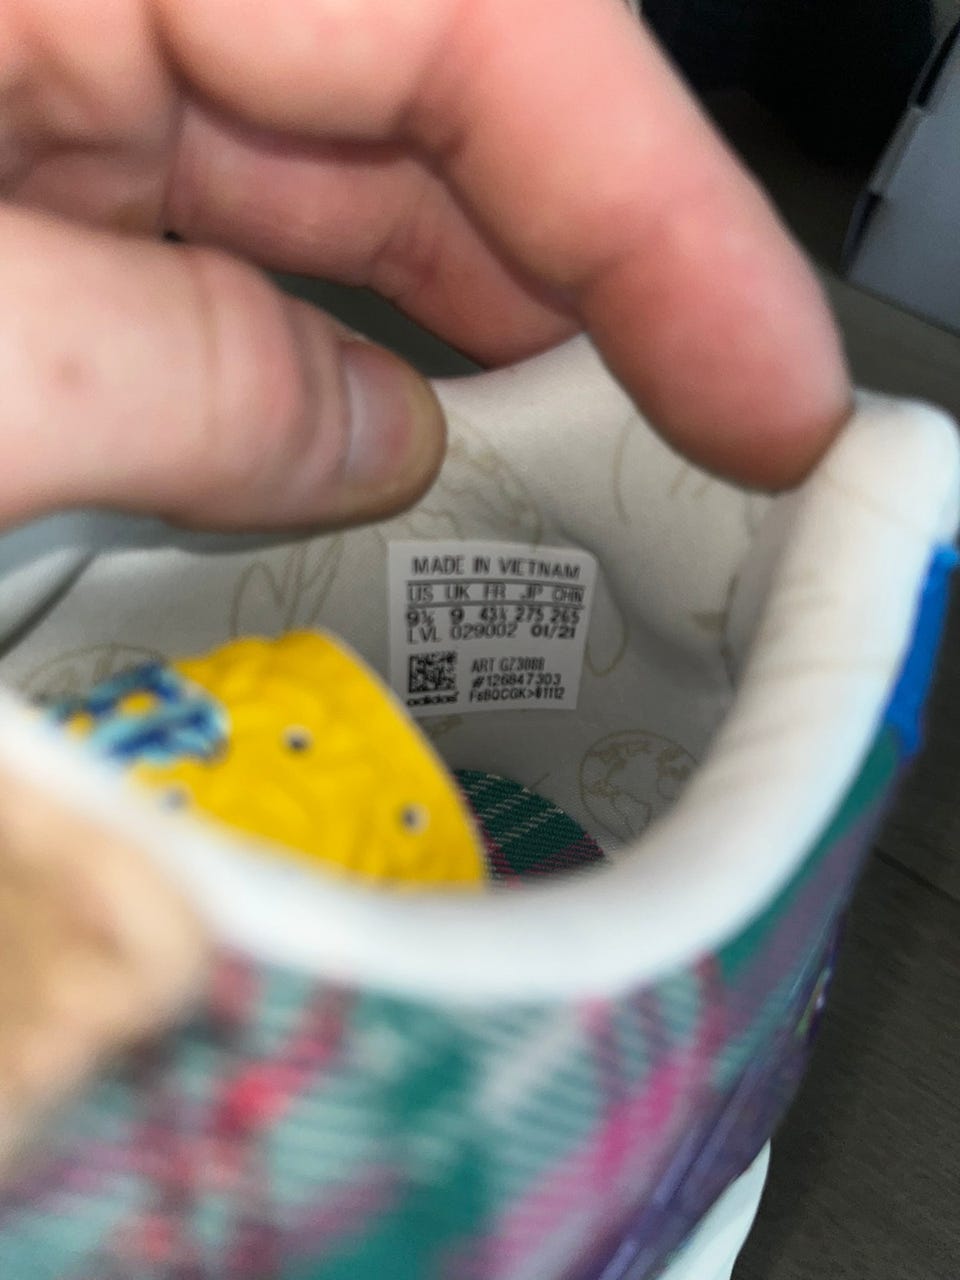 MADE IN VIETNAM
US UK FR JP CHN
9½ 9 43⅓ 275 265
LVL 029002 01/21
ART GZ3088
#126847303
adidas